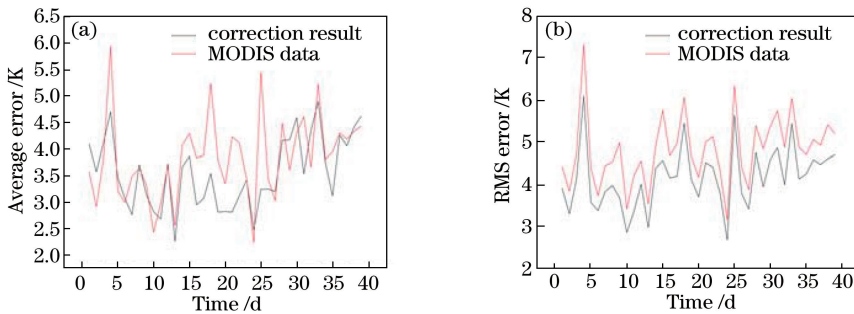 (a)
correction result
MODIS data
Average error /K
6.5
6.0
5.5
5.0
4.5
4.0
3.5
3.0
2.5
2.0
0 5 10 15 20 25 30 35 40
Time /d
(b)
correction result
MODIS data
RMS error /K
8
7
6
5
4
3
2
0 5 10 15 20 25 30 35 40
Time /d